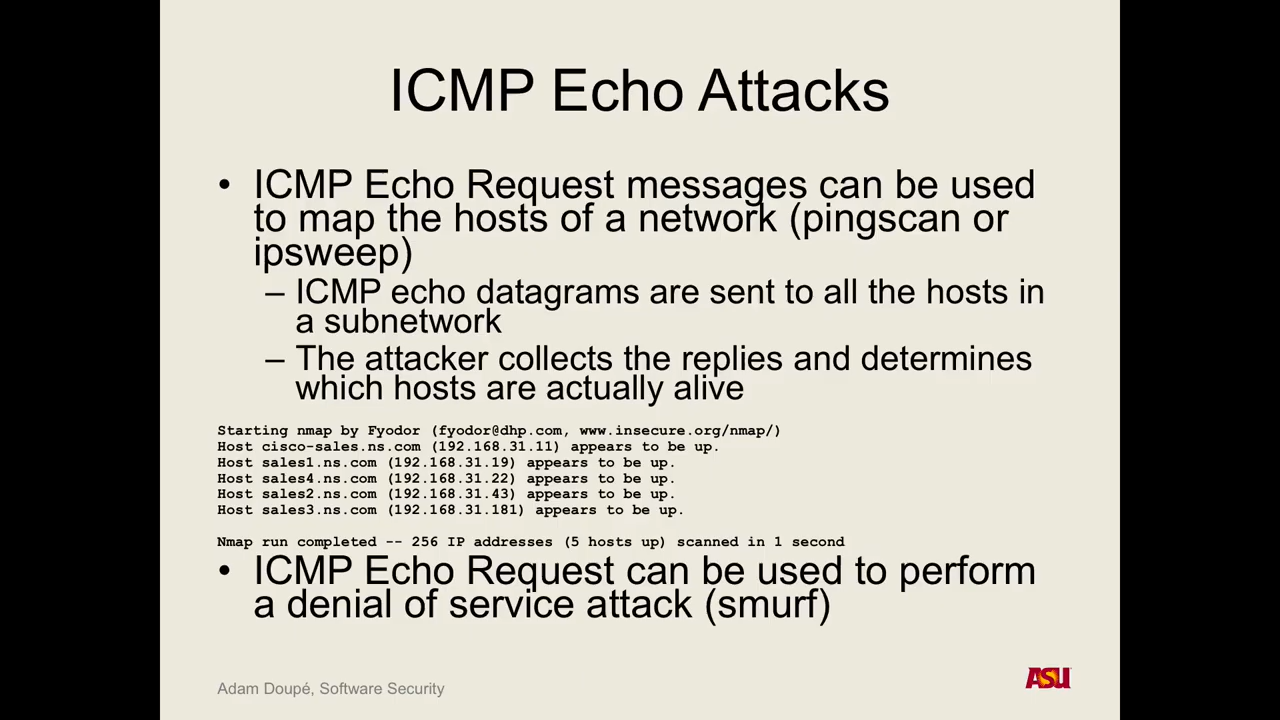 ICMP Echo Attacks
• ICMP Echo Request messages can be used
to map the hosts of a network (pingscan or
ipsweep)
– ICMP echo datagrams are sent to all the hosts in
a subnetwork
– The attacker collects the replies and determines
which hosts are actually alive
Starting nmap by Fyodor (fyodor@dhp.com, www.insecure.org/nmap/)
Host cisco-sales.ns.com (192.168.31.11) appears to be up.
Host sales1.ns.com (192.168.31.19) appears to be up.
Host sales4.ns.com (192.168.31.22) appears to be up.
Host sales2.ns.com (192.168.31.43) appears to be up.
Host sales3.ns.com (192.168.31.181) appears to be up.
Nmap run completed -- 256 IP addresses (5 hosts up) scanned in 1 second
• ICMP Echo Request can be used to perform
a denial of service attack (smurf)
Adam Doupé, Software Security
ASU